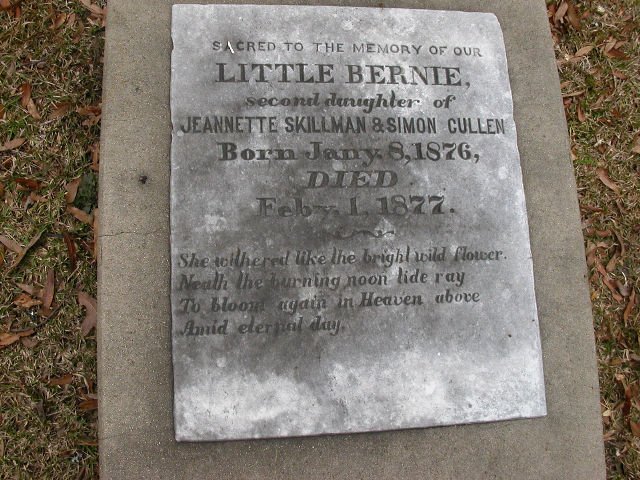 SACRED TO THE MEMORY OF OUR
LITTLE BERNIE,
second daughter of
JEANNETTE SKILLMAN & SIMON CULLEN
Born Jany. 8, 1876,
DIED
Feby. 1, 1877.
She withered like the bright wild flower.
Neath the burning noon tide ray
To bloom again in Heaven above
Amid eternal day.